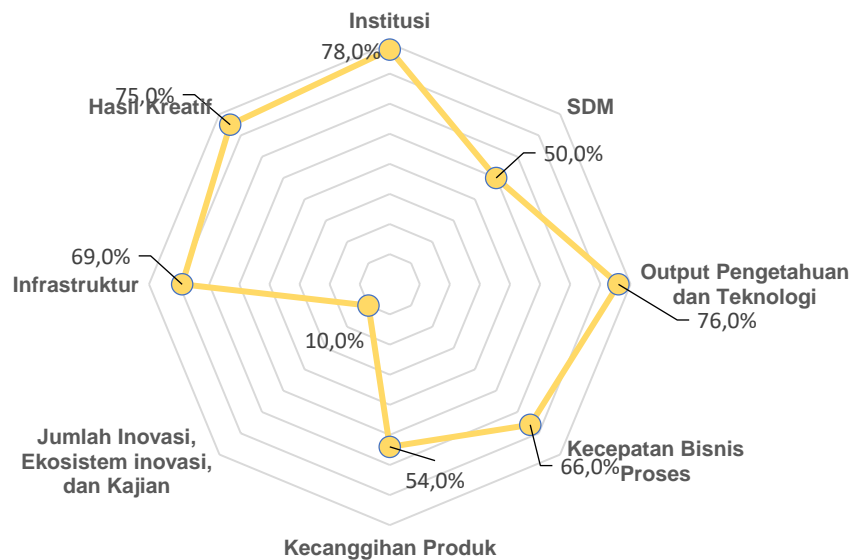 Institusi
78,0%
75,0%
Hasil Kreatif
SDM
50,0%
69,0%
Infrastruktur
Output Pengetahuan
dan Teknologi
76,0%
10,0%
Jumlah Inovasi,
Ekosistem inovasi,
dan Kajian
Kecepatan Bisnis
Proses
66,0%
54,0%
Kecanggihan Produk